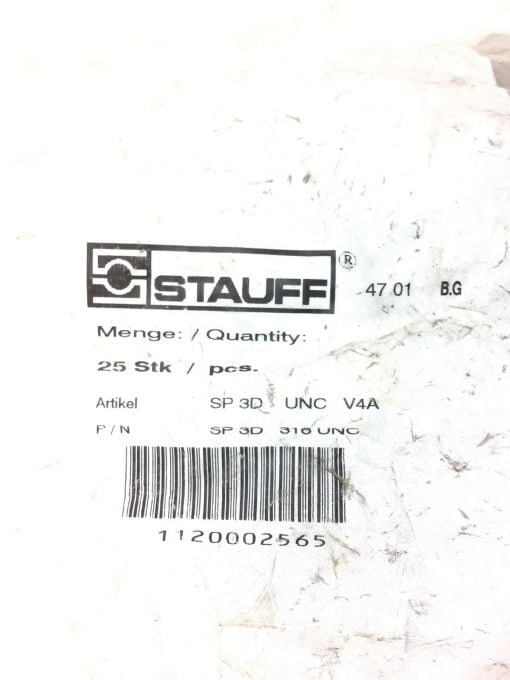 STAUFF ® 47 01 B.G
Menge: / Quantity:
25 Stk / pcs.
Artikel SP 3D UNC V4A
P / N SP 3D 316 UNC
1120002565